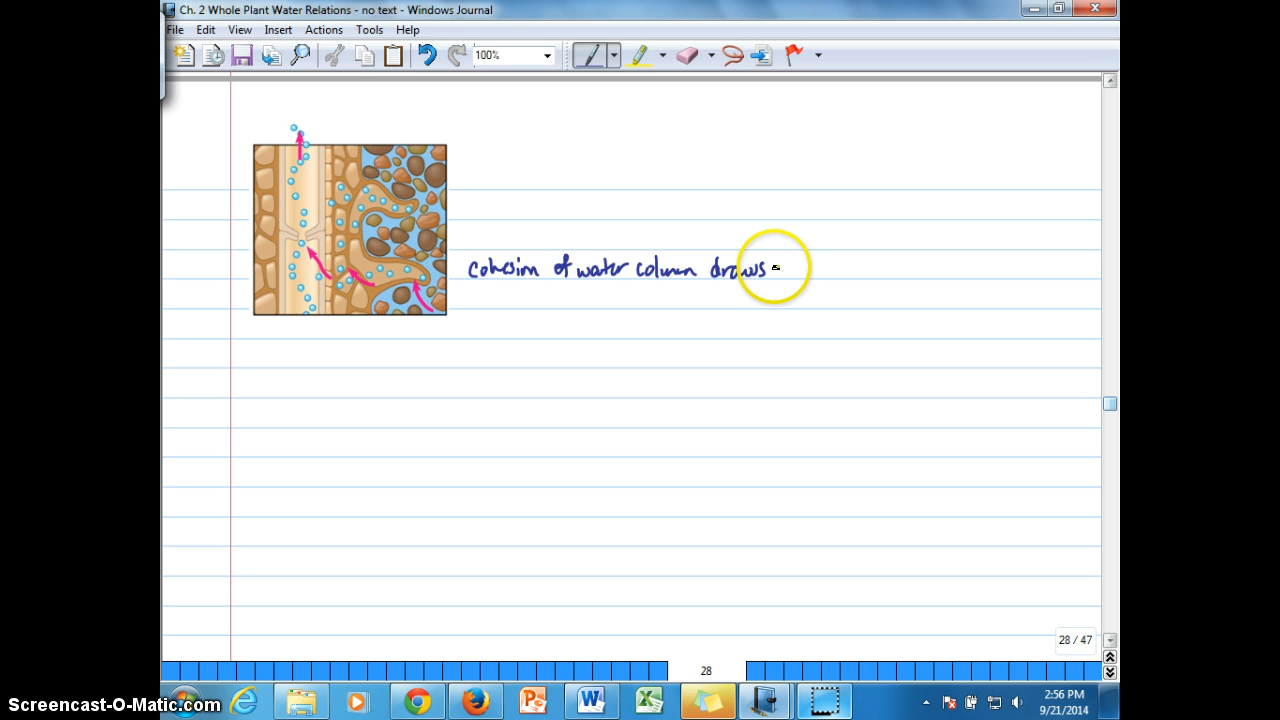 Ch. 2 Whole Plant Water Relations - no text - Windows Journal
File Edit View Insert Actions Tools Help
100%
cohesion of water column draws
28 / 47
28
2:56 PM
9/21/2014
Screencast-O-Matic.com